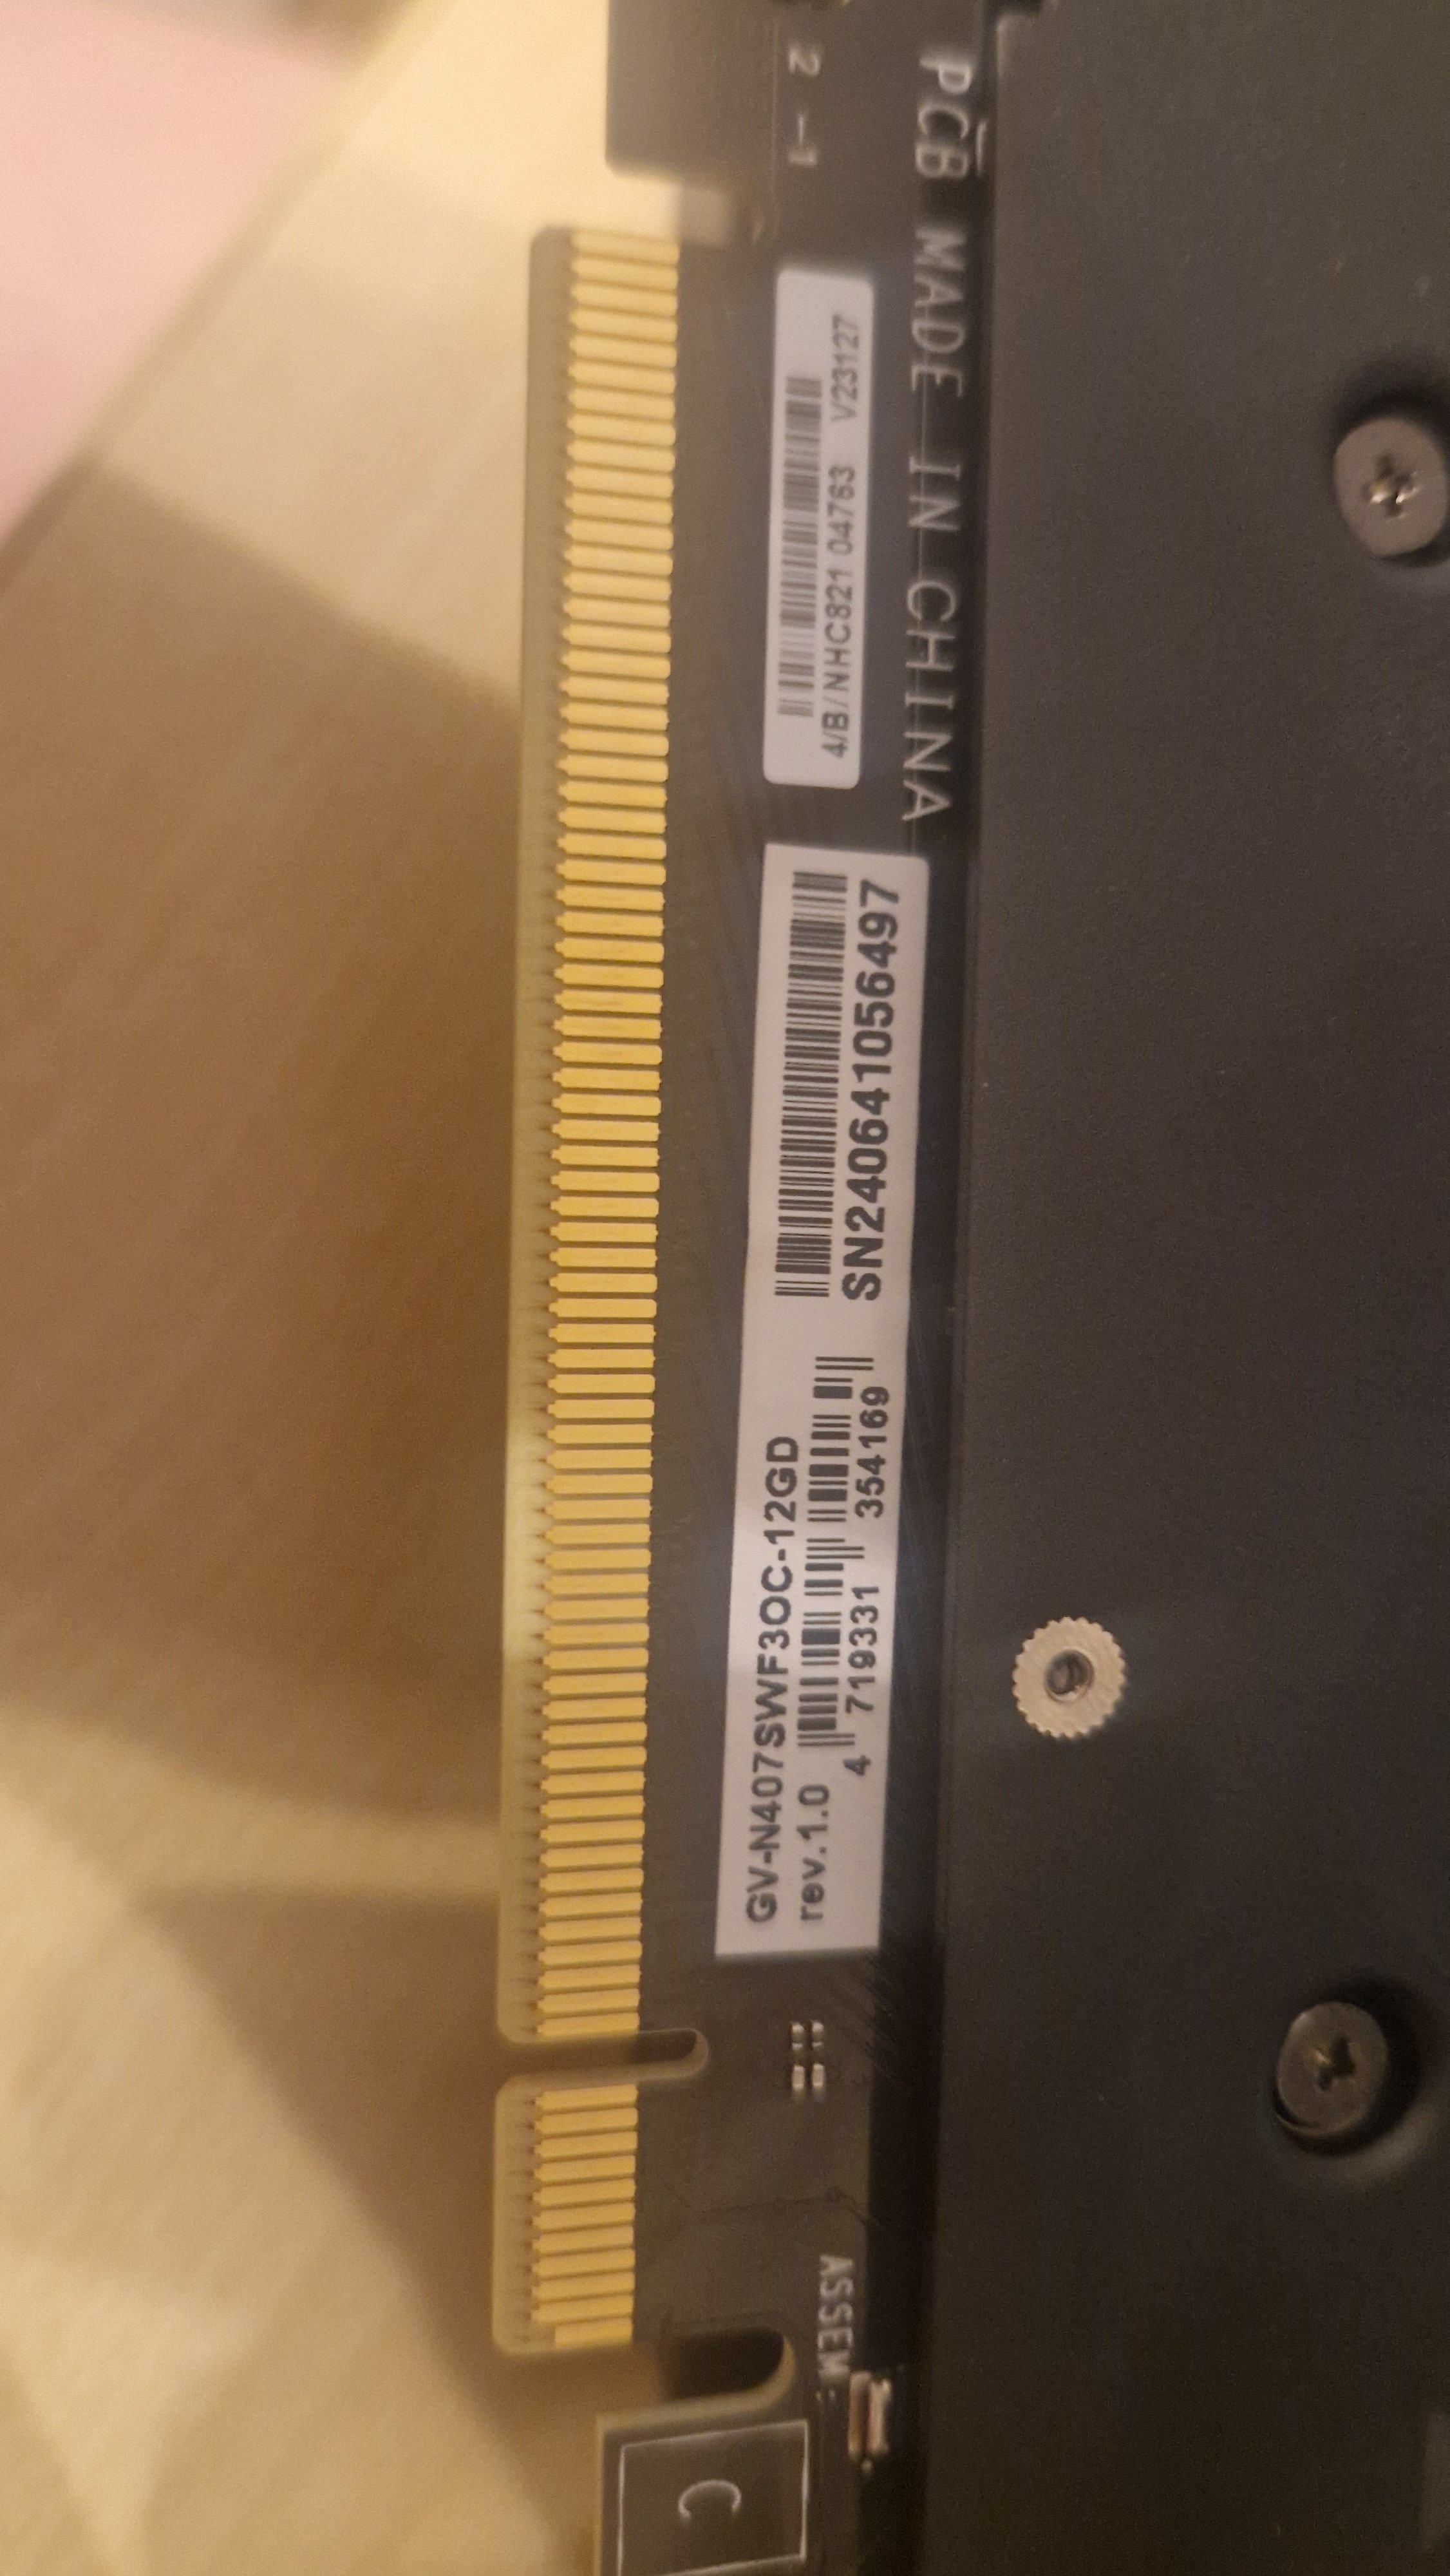 2 -1
PCB MADE IN CHINA
4/B/NHC821 04763 V23127
SN240641056497
GV-N407SWF3OC-12GD
rev.1.0
4 719331 354169
ASSEM:
C